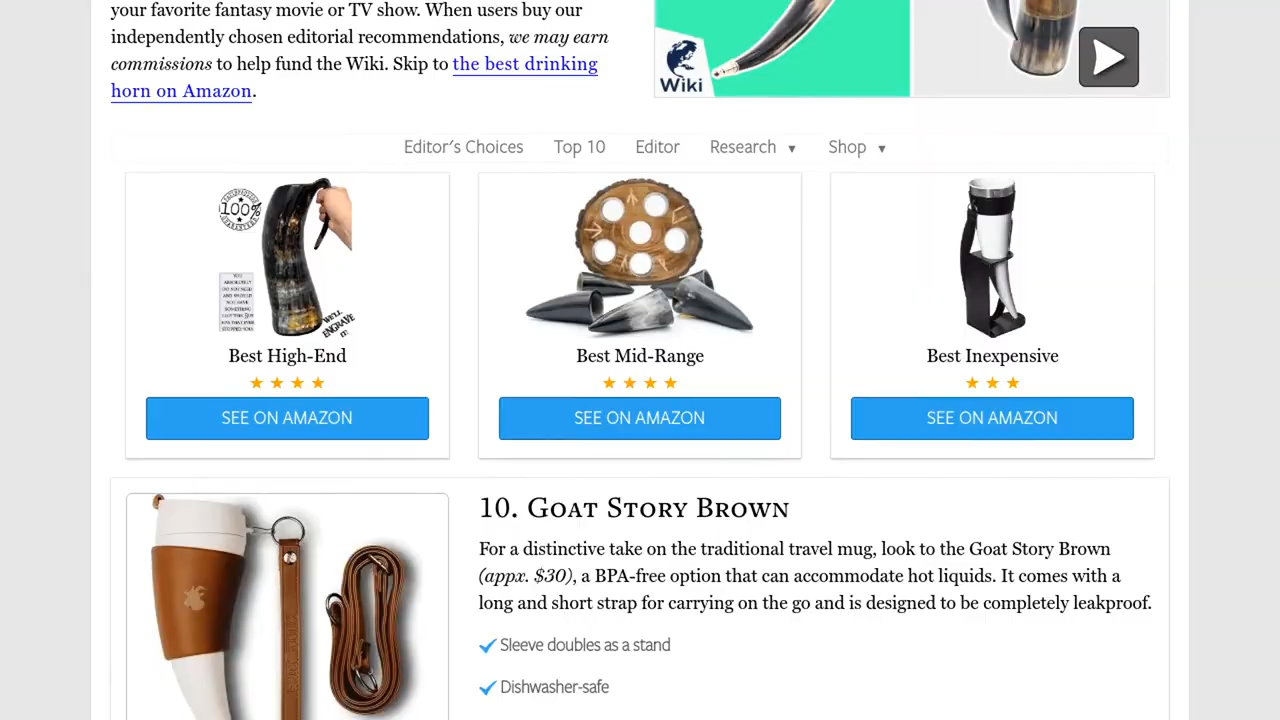 your favorite fantasy movie or TV show. When users buy our
independently chosen editorial recommendations, we may earn
commissions to help fund the Wiki. Skip to the best drinking
horn on Amazon.
Wiki
Editor's Choices Top 10 Editor Research ▼ Shop ▼
100%
WE'LL
ENGRAVE
IT!
Best High-End
SEE ON AMAZON
Best Mid-Range
SEE ON AMAZON
Best Inexpensive
SEE ON AMAZON
10. Goat Story Brown
For a distinctive take on the traditional travel mug, look to the Goat Story Brown
(appx. $30), a BPA-free option that can accommodate hot liquids. It comes with a
long and short strap for carrying on the go and is designed to be completely leakproof.
Sleeve doubles as a stand
Dishwasher-safe